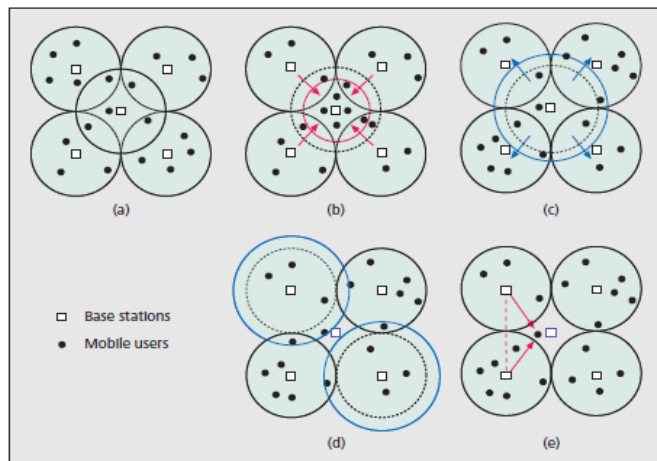 (a)
(b)
(c)
Base stations
Mobile users
(d)
(e)